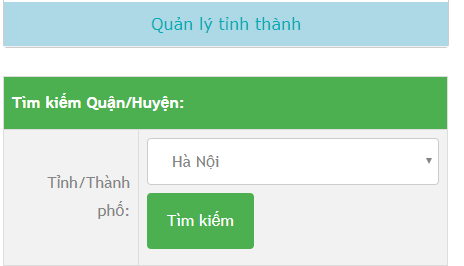 Quản lý tỉnh thành
Tìm kiếm Quận/Huyện:
Tỉnh/Thành
phố:
Hà Nội
Tìm kiếm